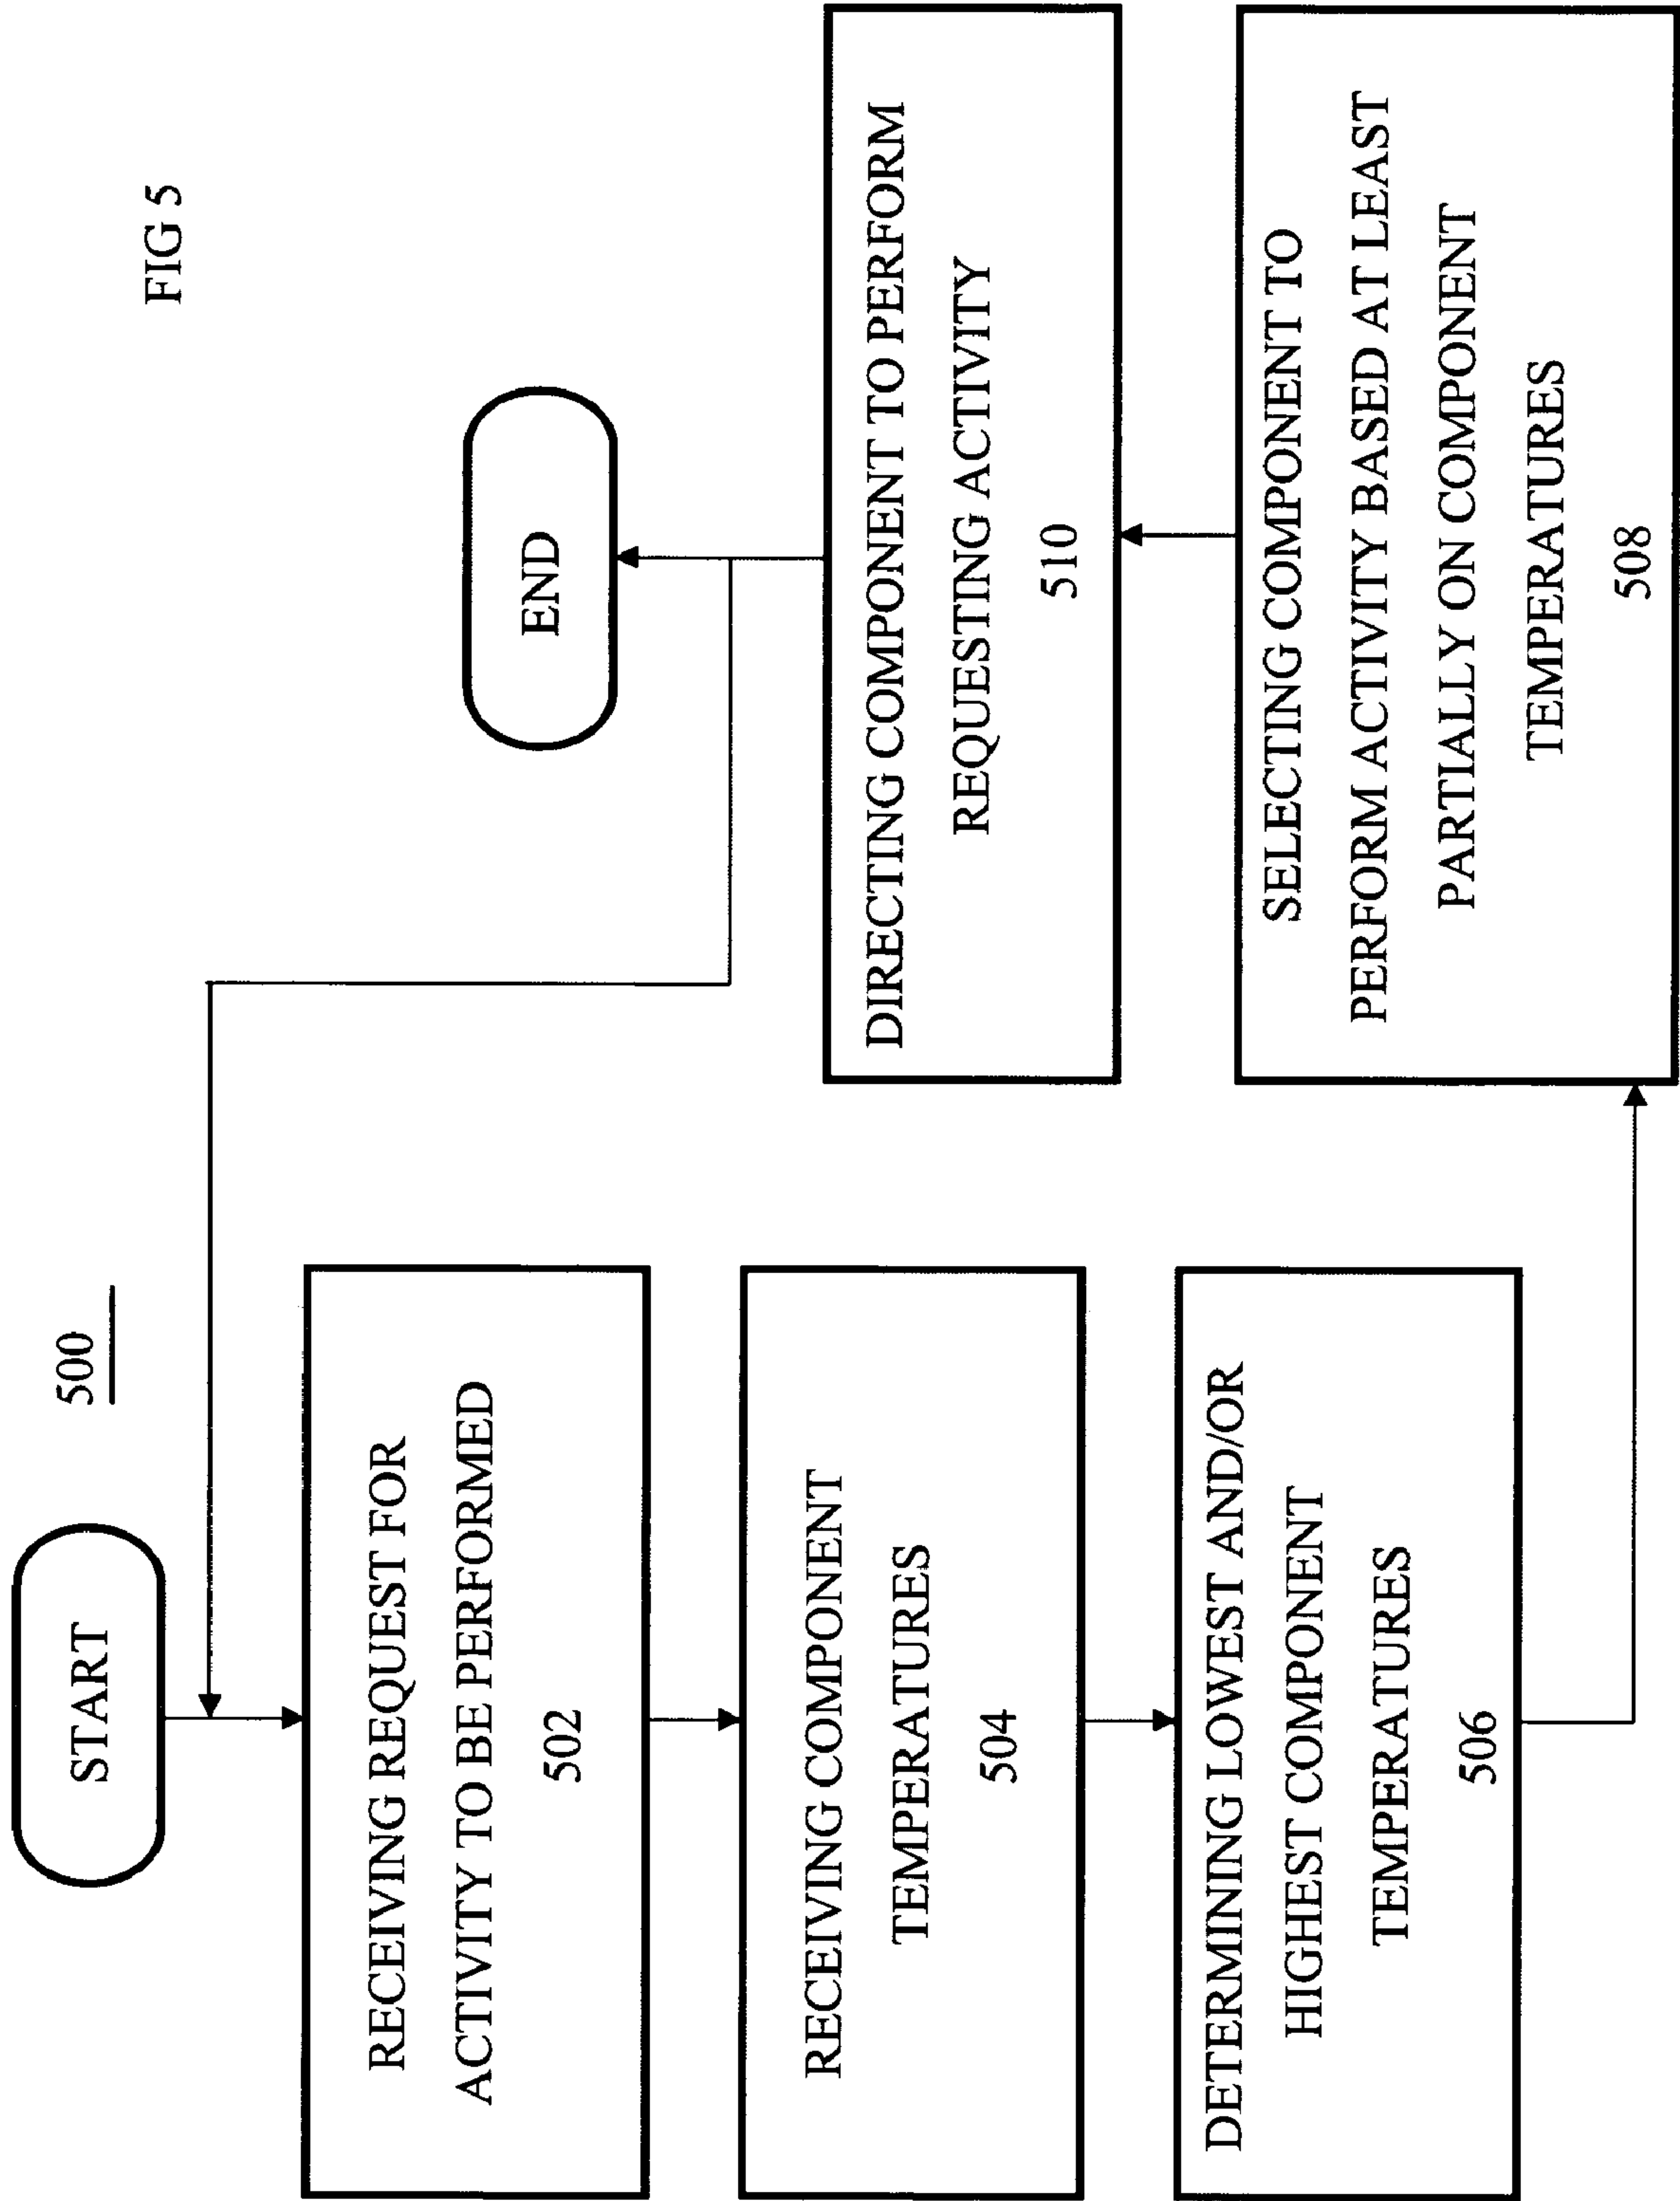 FIG 5
500
START
RECEIVING REQUEST FOR
ACTIVITY TO BE PERFORMED
502
RECEIVING COMPONENT
TEMPERATURES
504
DETERMINING LOWEST AND/OR
HIGHEST COMPONENT
TEMPERATURES
506
SELECTING COMPONENT TO
PERFORM ACTIVITY BASED AT LEAST
PARTIALLY ON COMPONENT
TEMPERATURES
508
DIRECTING COMPONENT TO PERFORM
REQUESTING ACTIVITY
510
END